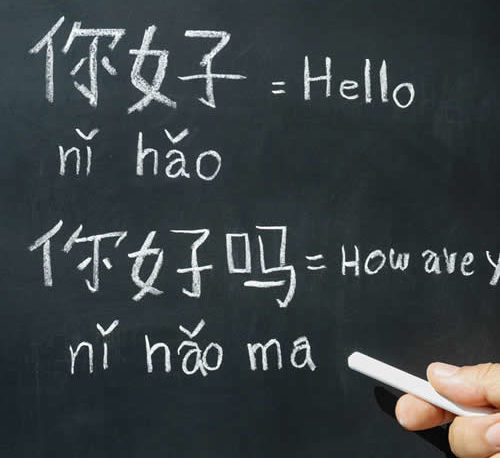 你好 = Hello
nǐ hǎo
你好吗 = How are y
nǐ hǎo ma